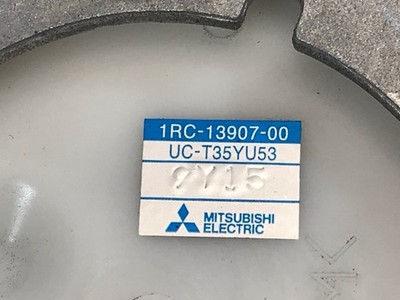 1RC-13907-00
UC-T35YU53
9Y15
MITSUBISHI
ELECTRIC